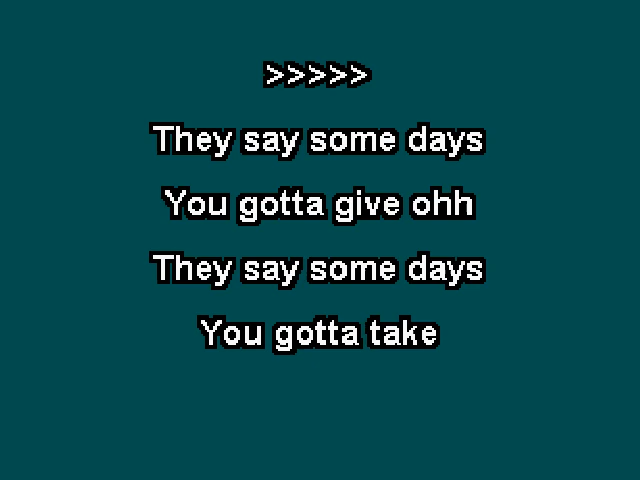 >>>>>
They say some days
You gotta give ohh
They say some days
You gotta take